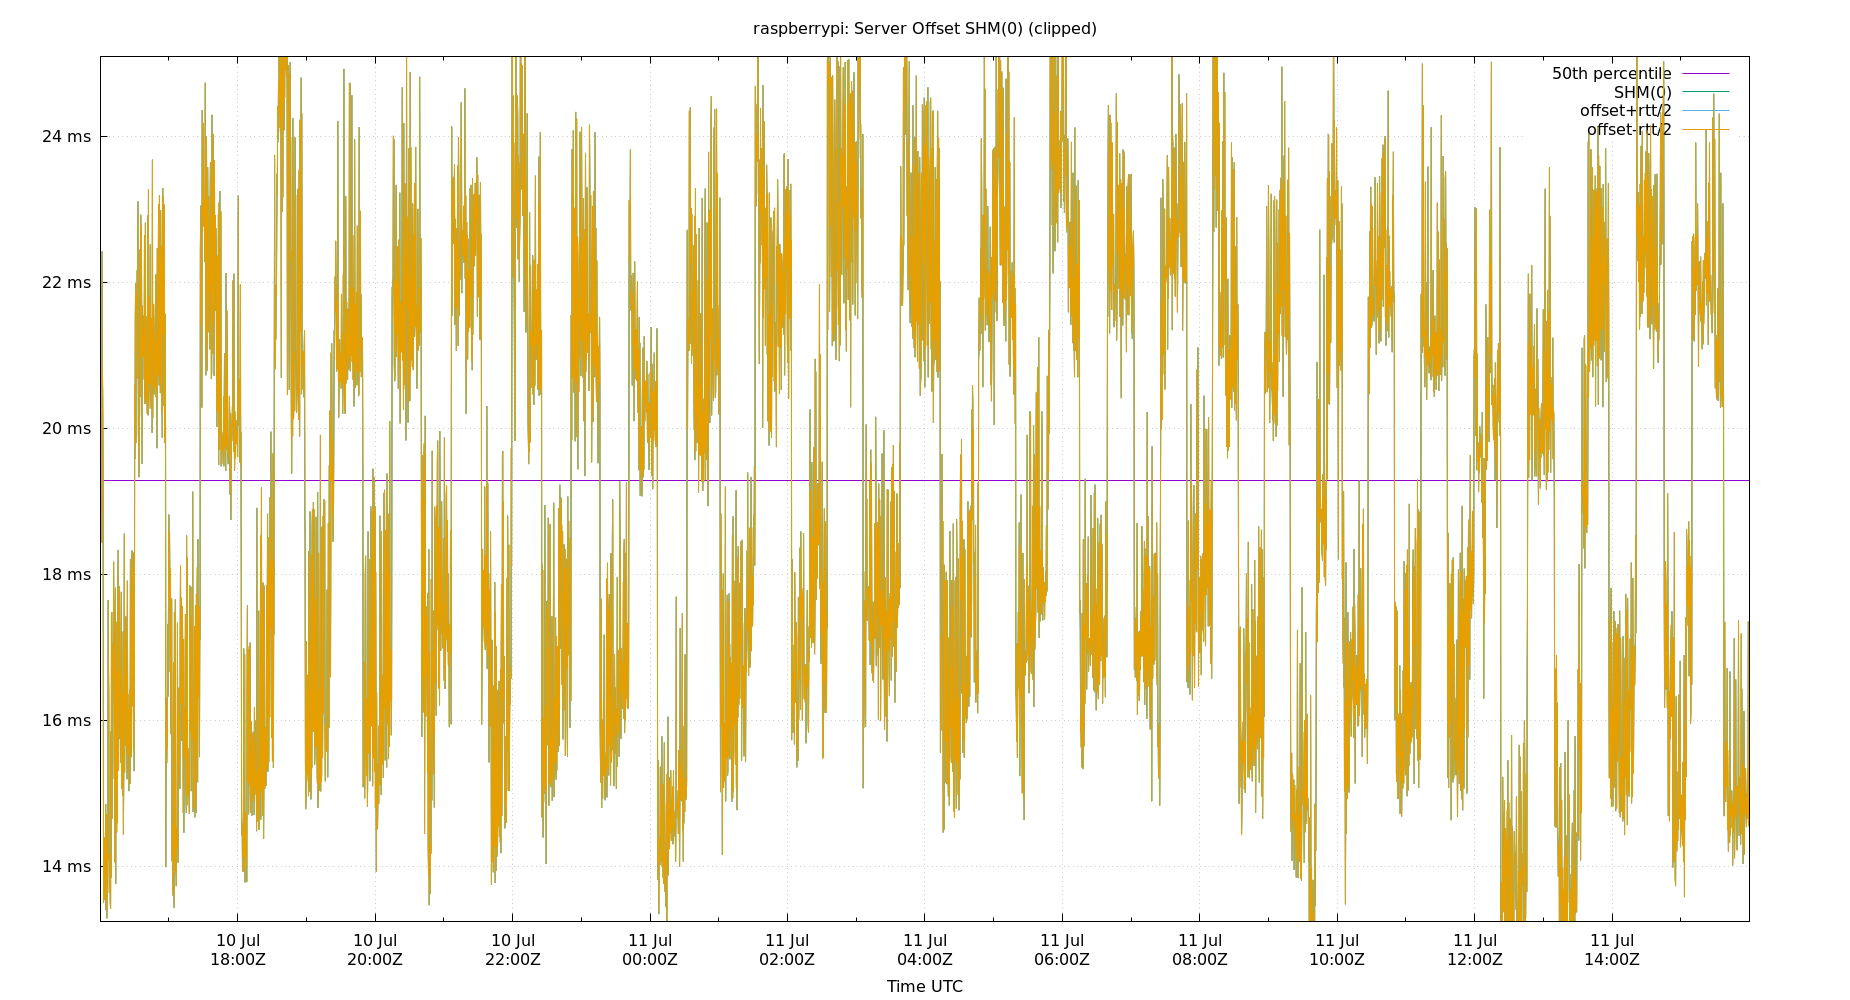 raspberrypi: Server Offset SHM(0) (clipped)
50th percentile
SHM(0)
offset+rtt/2
offset-rtt/2
24 ms
22 ms
20 ms
18 ms
16 ms
14 ms
10 Jul 10 Jul 10 Jul 11 Jul 11 Jul 11 Jul 11 Jul 11 Jul 11 Jul 11 Jul 11 Jul
18:00Z 20:00Z 22:00Z 00:00Z 02:00Z 04:00Z 06:00Z 08:00Z 10:00Z 12:00Z 14:00Z
Time UTC